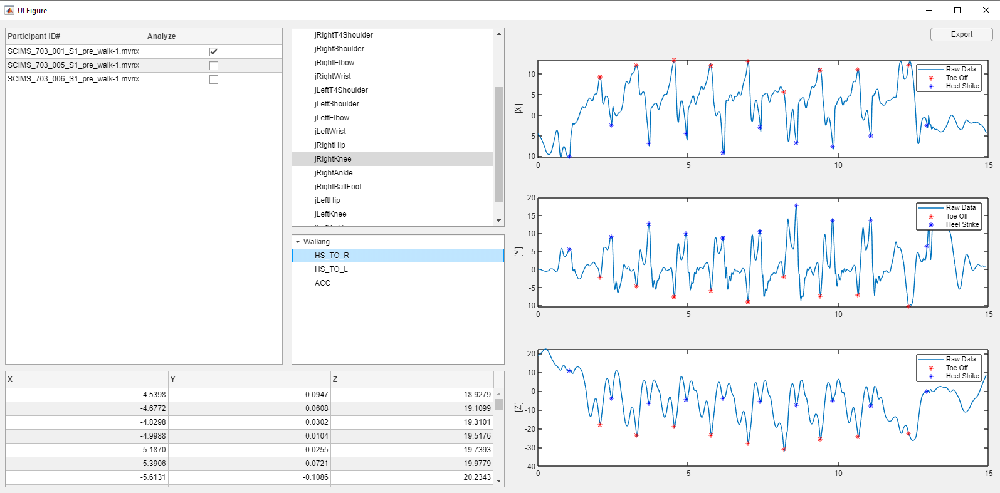 UI Figure
Participant ID# Analyze
SCIMS_703_001_S1_pre_walk-1.mvnx
SCIMS_703_005_S1_pre_walk-1.mvnx
SCIMS_703_006_S1_pre_walk-1.mvnx
jRightT4Shoulder
jRightShoulder
jRightElbow
jRightWrist
jLeftT4Shoulder
jLeftShoulder
jLeftElbow
jLeftWrist
jRightHip
jRightKnee
jRightAnkle
jRightBallFoot
jLeftHip
jLeftKnee
Walking
HS_TO_R
HS_TO_L
ACC
X Y Z
-4.5398 0.0947 18.9279
-4.6772 0.0608 19.1099
-4.8298 0.0302 19.3101
-4.9988 0.0104 19.5176
-5.1870 -0.0255 19.7393
-5.3906 -0.0721 19.9779
-5.6131 -0.1086 20.2343
Export
[X]
10
5
0
-5
-10
0 5 10 15
Raw Data
Toe Off
Heel Strike
[Y]
20
15
10
5
0
-5
-10
0 5 10 15
Raw Data
Toe Off
Heel Strike
[Z]
20
10
0
-10
-20
-30
-40
0 5 10 15
Raw Data
Toe Off
Heel Strike